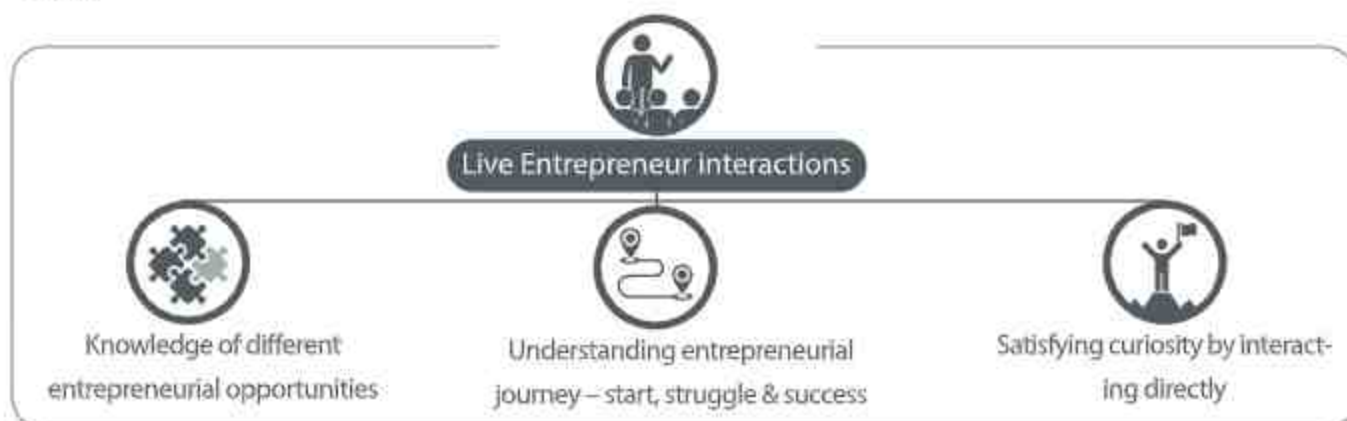 Live Entrepreneur interactions
Knowledge of different
entrepreneurial opportunities
Understanding entrepreneurial
journey – start, struggle & success
Satisfying curiosity by interact-
ing directly